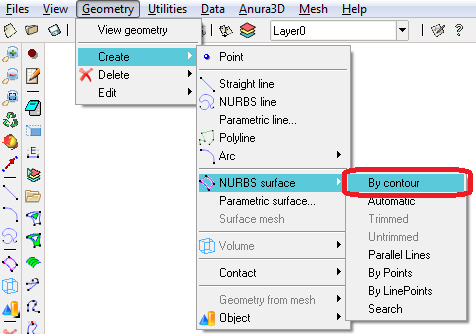 Files View Geometry Utilities Data Anura3D Mesh Help
Layer0
View geometry
Create
Delete
Edit
Point
Straight line
NURBS line
Parametric line...
Polyline
Arc
NURBS surface
Parametric surface...
Surface mesh
Volume
Contact
Geometry from mesh
Object
By contour
Automatic
Trimmed
Untrimmed
Parallel Lines
By Points
By LinePoints
Search